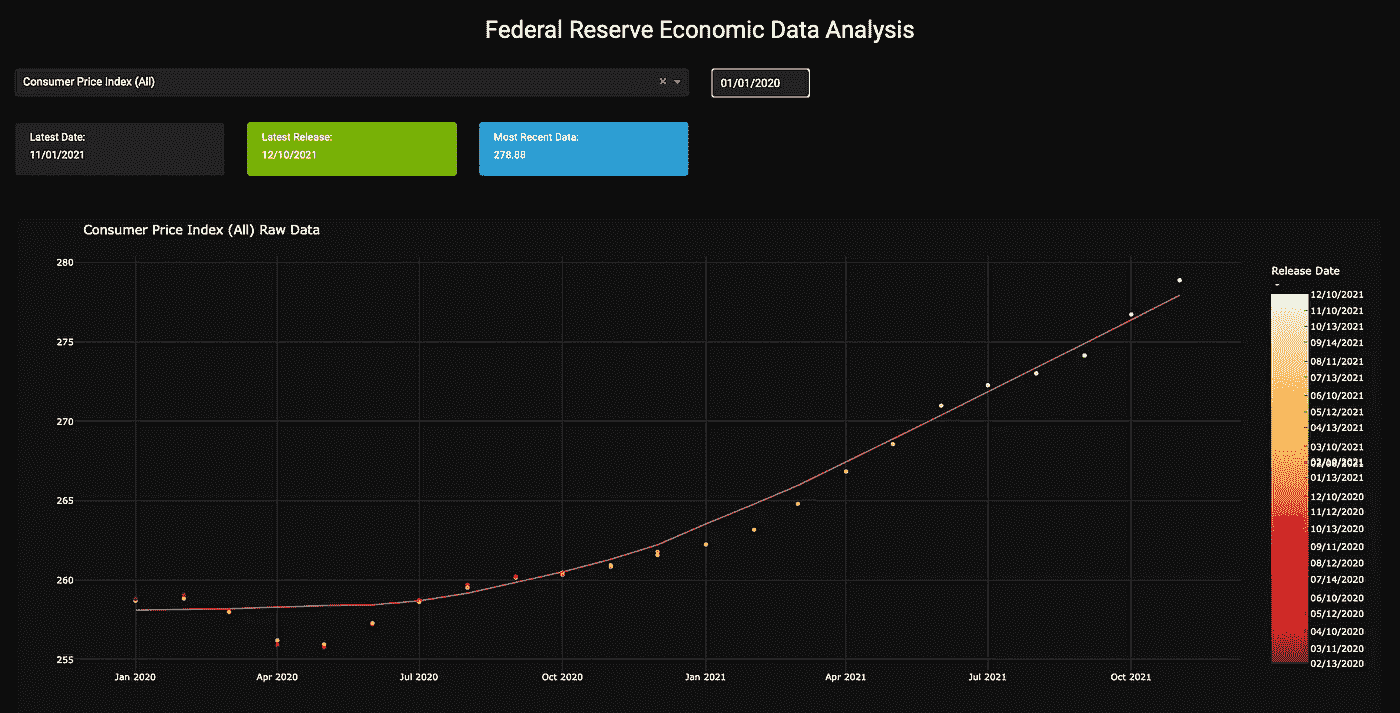 Federal Reserve Economic Data Analysis
Consumer Price Index (All)
01/01/2020
Latest Date:
11/01/2021
Latest Release:
12/10/2021
Most Recent Data:
278.88
Consumer Price Index (All) Raw Data
280
275
270
265
260
255
Jan 2020
Apr 2020
Jul 2020
Oct 2020
Jan 2021
Apr 2021
Jul 2021
Oct 2021
Release Date
12/10/2021
11/10/2021
10/13/2021
09/14/2021
08/11/2021
07/13/2021
06/10/2021
05/12/2021
04/13/2021
03/10/2021
01/13/2021
12/10/2020
11/12/2020
10/13/2020
09/11/2020
08/12/2020
07/14/2020
06/10/2020
05/12/2020
04/10/2020
03/11/2020
02/13/2020